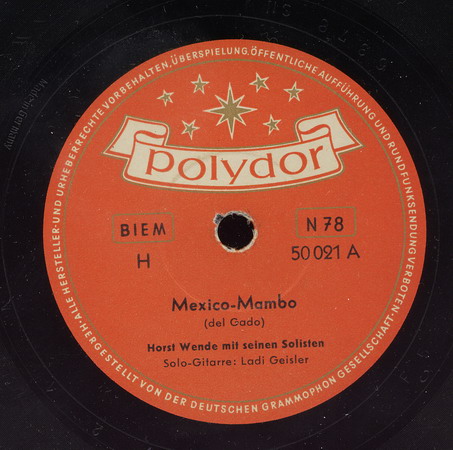 ALLE HERSTELLER- UND URHEBERRECHTE VORBEHALTEN, ÜBERSPIELUNG, ÖFFENTLICHE AUFFÜHRUNG UND RUNDFUNKSENDUNG VERBOTEN.
polydor
BIEM
N 78
H
50 021 A
Mexico-Mambo
(del Gado)
Horst Wende mit seinen Solisten
Solo-Gitarre: Ladi Geisler
HERGESTELLT VON DER DEUTSCHEN GRAMMOPHON GESELLSCHAFT